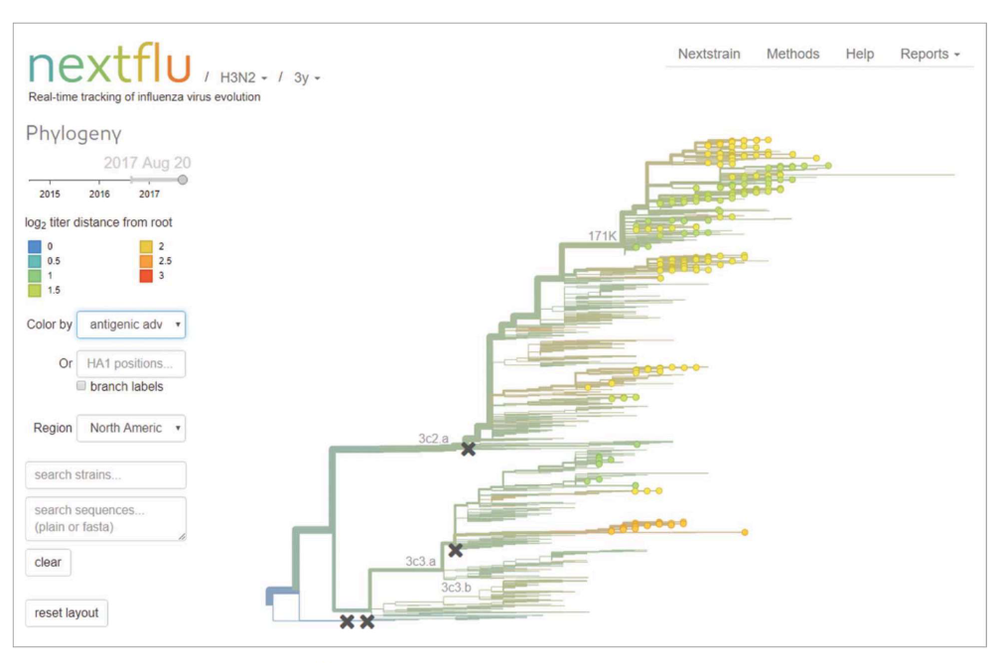 nextflu / H3N2 / 3y
Nextstrain Methods Help Reports
Real-time tracking of influenza virus evolution
Phylogeny
2017 Aug 20
2015 2016 2017
log2 titer distance from root
0 2
0.5 2.5
1 3
1.5
Color by antigenic adv
Or HA1 positions...
branch labels
Region North Americ
search strains...
search sequences...
(plain or fasta)
clear
reset layout
171K
3c2.a
3c3.a
3c3.b